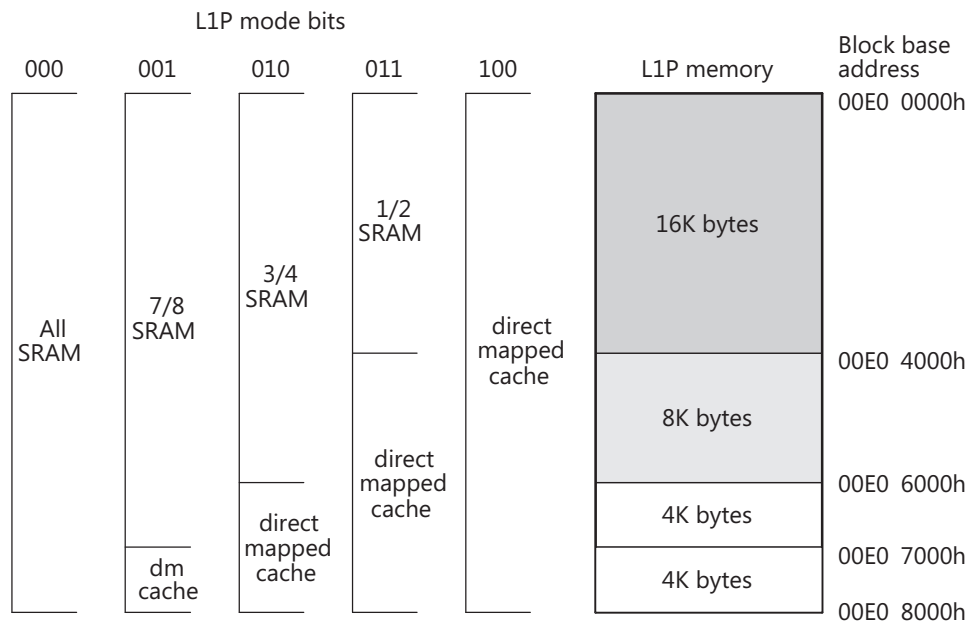 L1P mode bits
000 001 010 011 100 L1P memory Block base
address
00E0 0000h
1/2
SRAM
16K bytes
3/4
SRAM
7/8
SRAM
All
SRAM
direct
mapped
cache
00E0 4000h
8K bytes
direct
mapped
cache
00E0 6000h
4K bytes
direct
mapped
cache
00E0 7000h
dm
cache
4K bytes
00E0 8000h